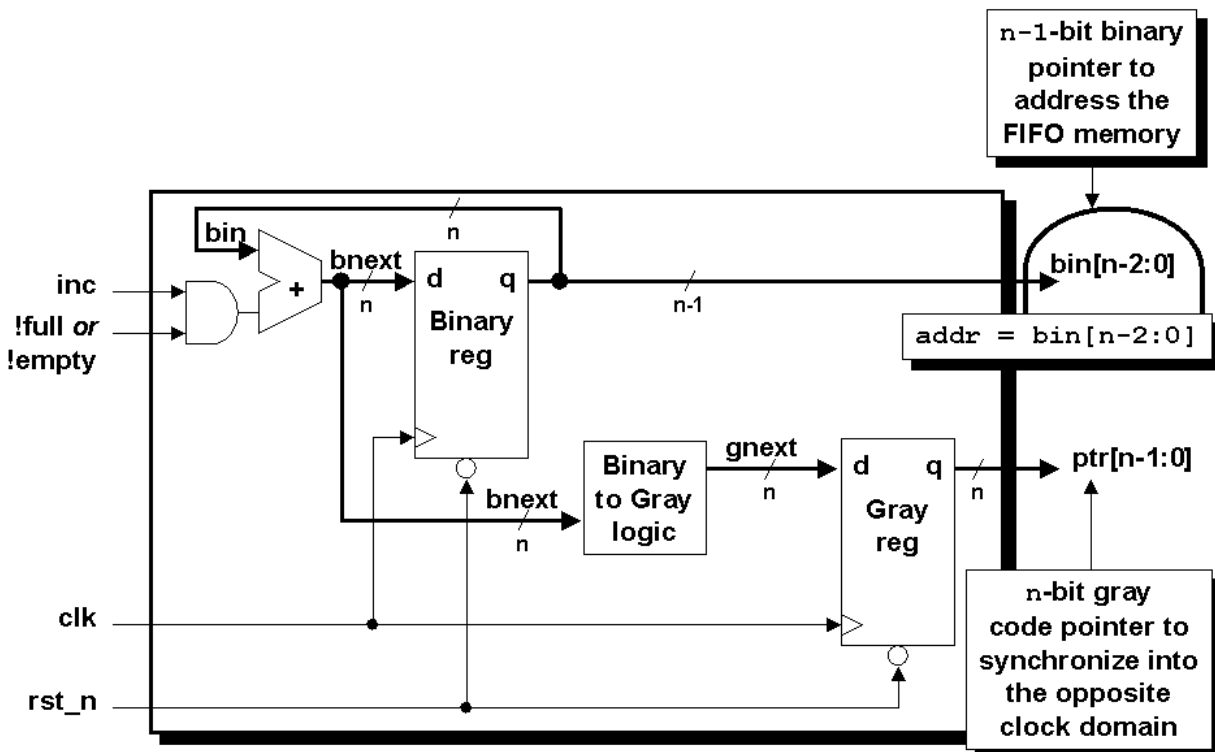 n-1-bit binary
pointer to
address the
FIFO memory
n
bin
bnext
n
+
inc
!full or
!empty
d q
Binary
reg
n-1
bin[n-2:0]
addr = bin[n-2:0]
bnext
n
Binary
to Gray
logic
gnext
n
d q
Gray
reg
n
ptr[n-1:0]
clk
rst_n
n-bit gray
code pointer to
synchronize into
the opposite
clock domain